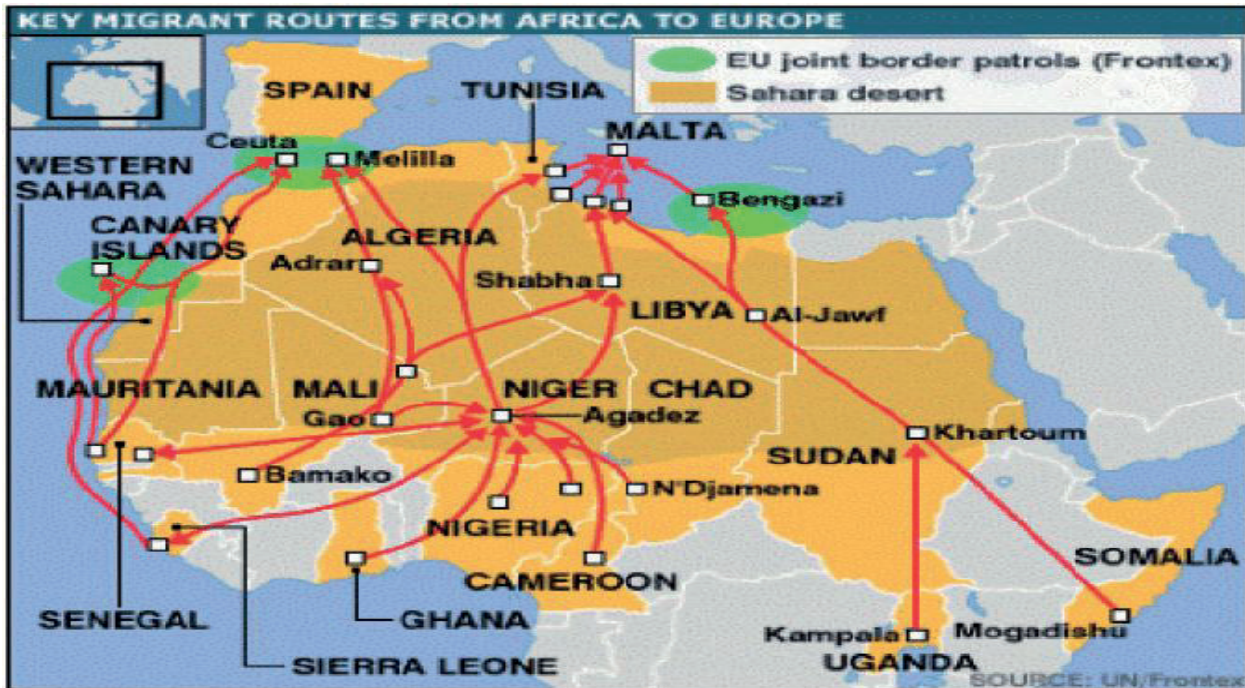 KEY MIGRANT ROUTES FROM AFRICA TO EUROPE
EU joint border patrols (Frontex)
Sahara desert
SPAIN
TUNISIA
MALTA
Ceuta
Melilla
WESTERN
SAHARA
Bengazi
CANARY
ISLANDS
ALGERIA
Adrar
Shabha
LIBYA
Al-Jawf
MAURITANIA
MALI
NIGER
CHAD
Gao
Agadez
Khartoum
SUDAN
Bamako
N'Djamena
NIGERIA
SOMALIA
CAMEROON
SENEGAL
GHANA
Kampala
Mogadishu
UGANDA
SIERRA LEONE
SOURCE: UN/Frontex